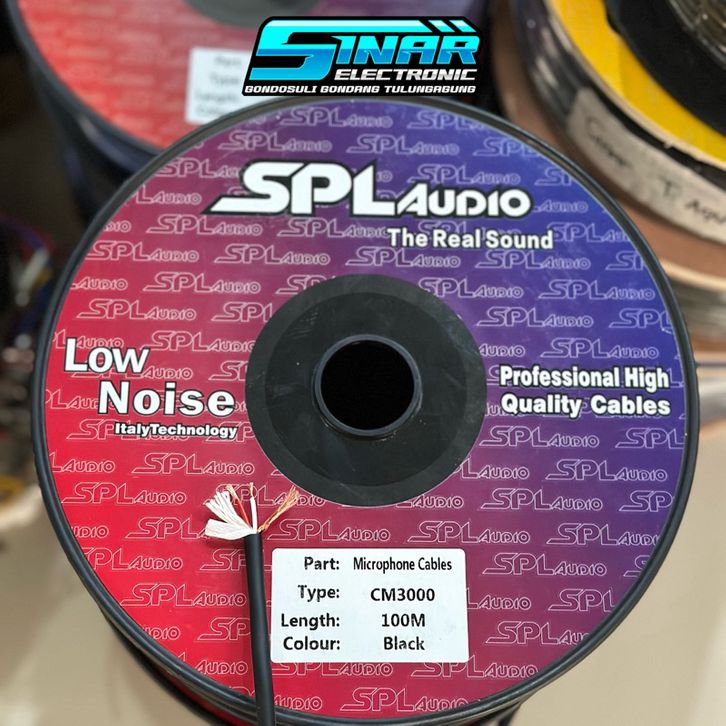 SINAR
ELECTRONIC
GONDOSULI GONDANG TULUNGAGUNG
SPL AUDIO
The Real Sound
Low
Noise
ItalyTechnology
Professional High
Quality Cables
Part: Microphone Cables
Type: CM3000
Length: 100M
Colour: Black